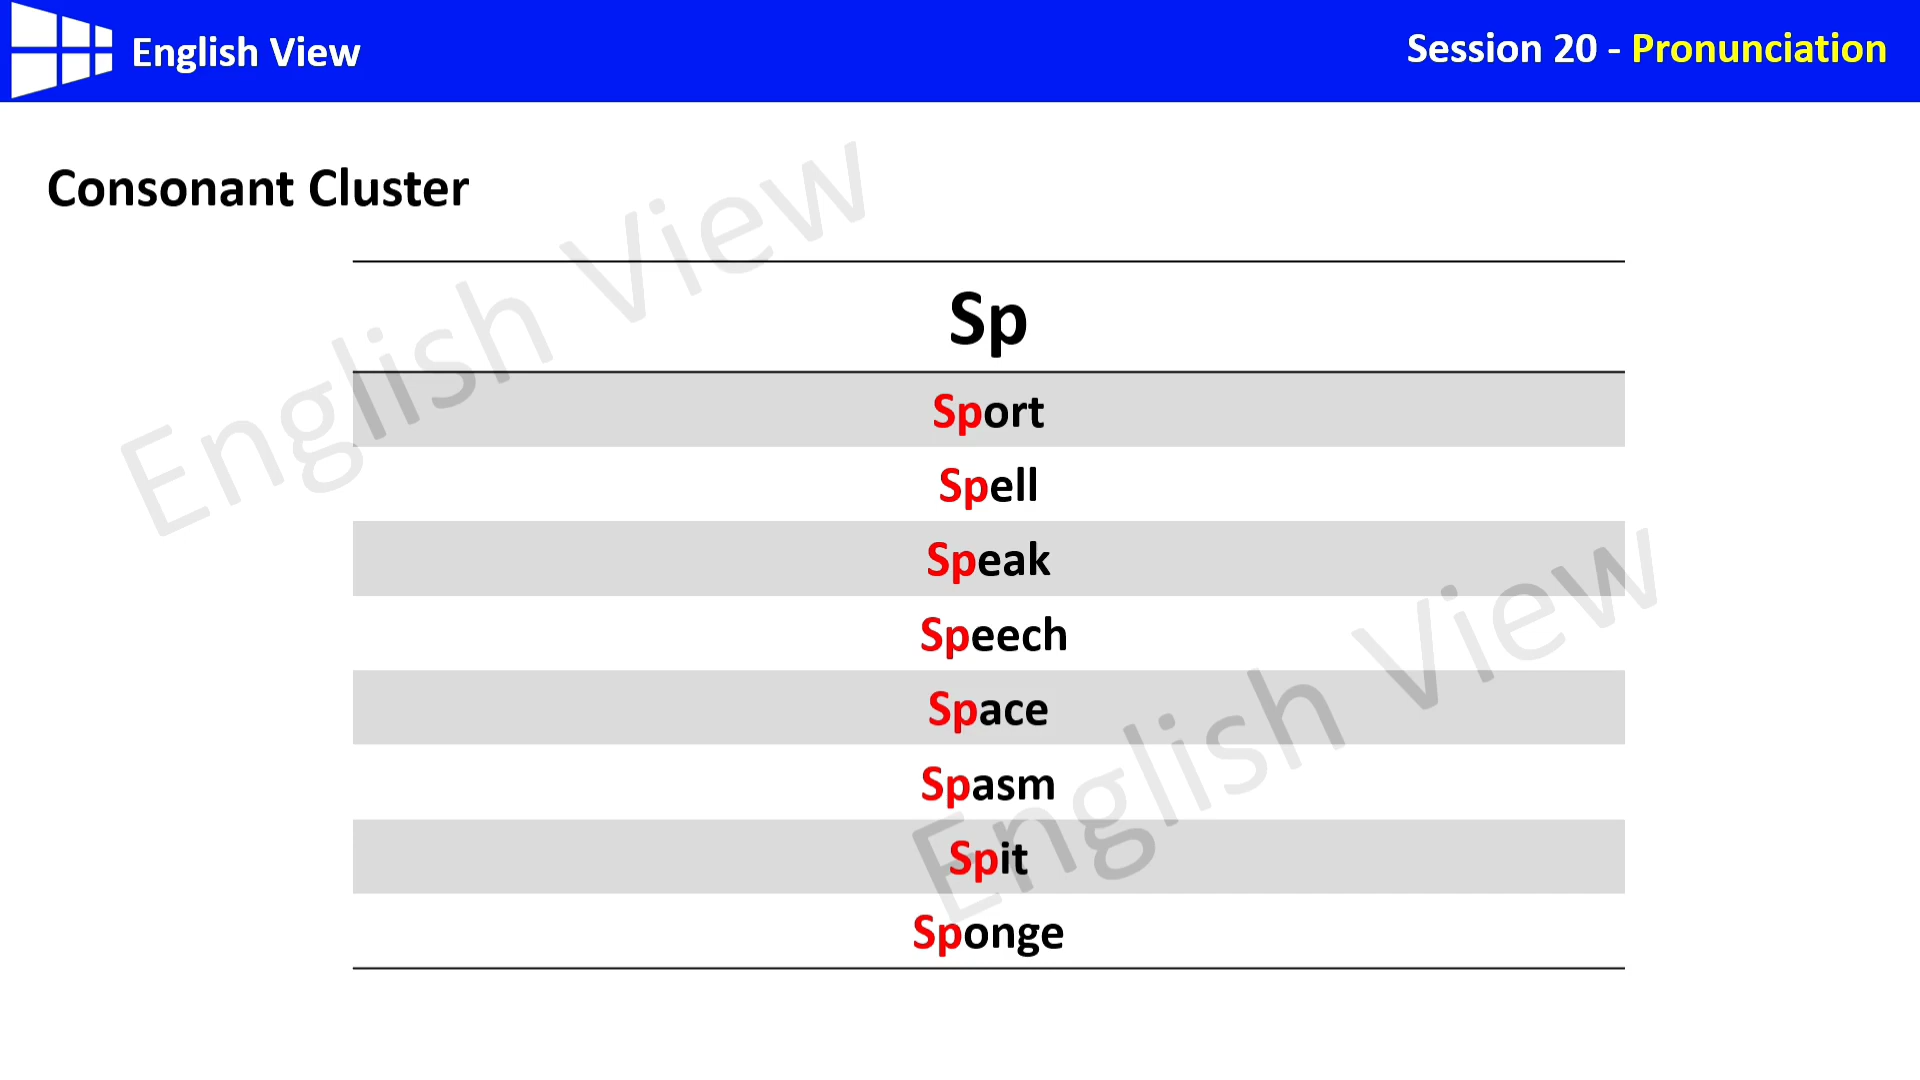 English View
Session 20 - Pronunciation
Consonant Cluster
Sp
Sport
Spell
Speak
Speech
Space
Spasm
Spit
Sponge
English View
English View